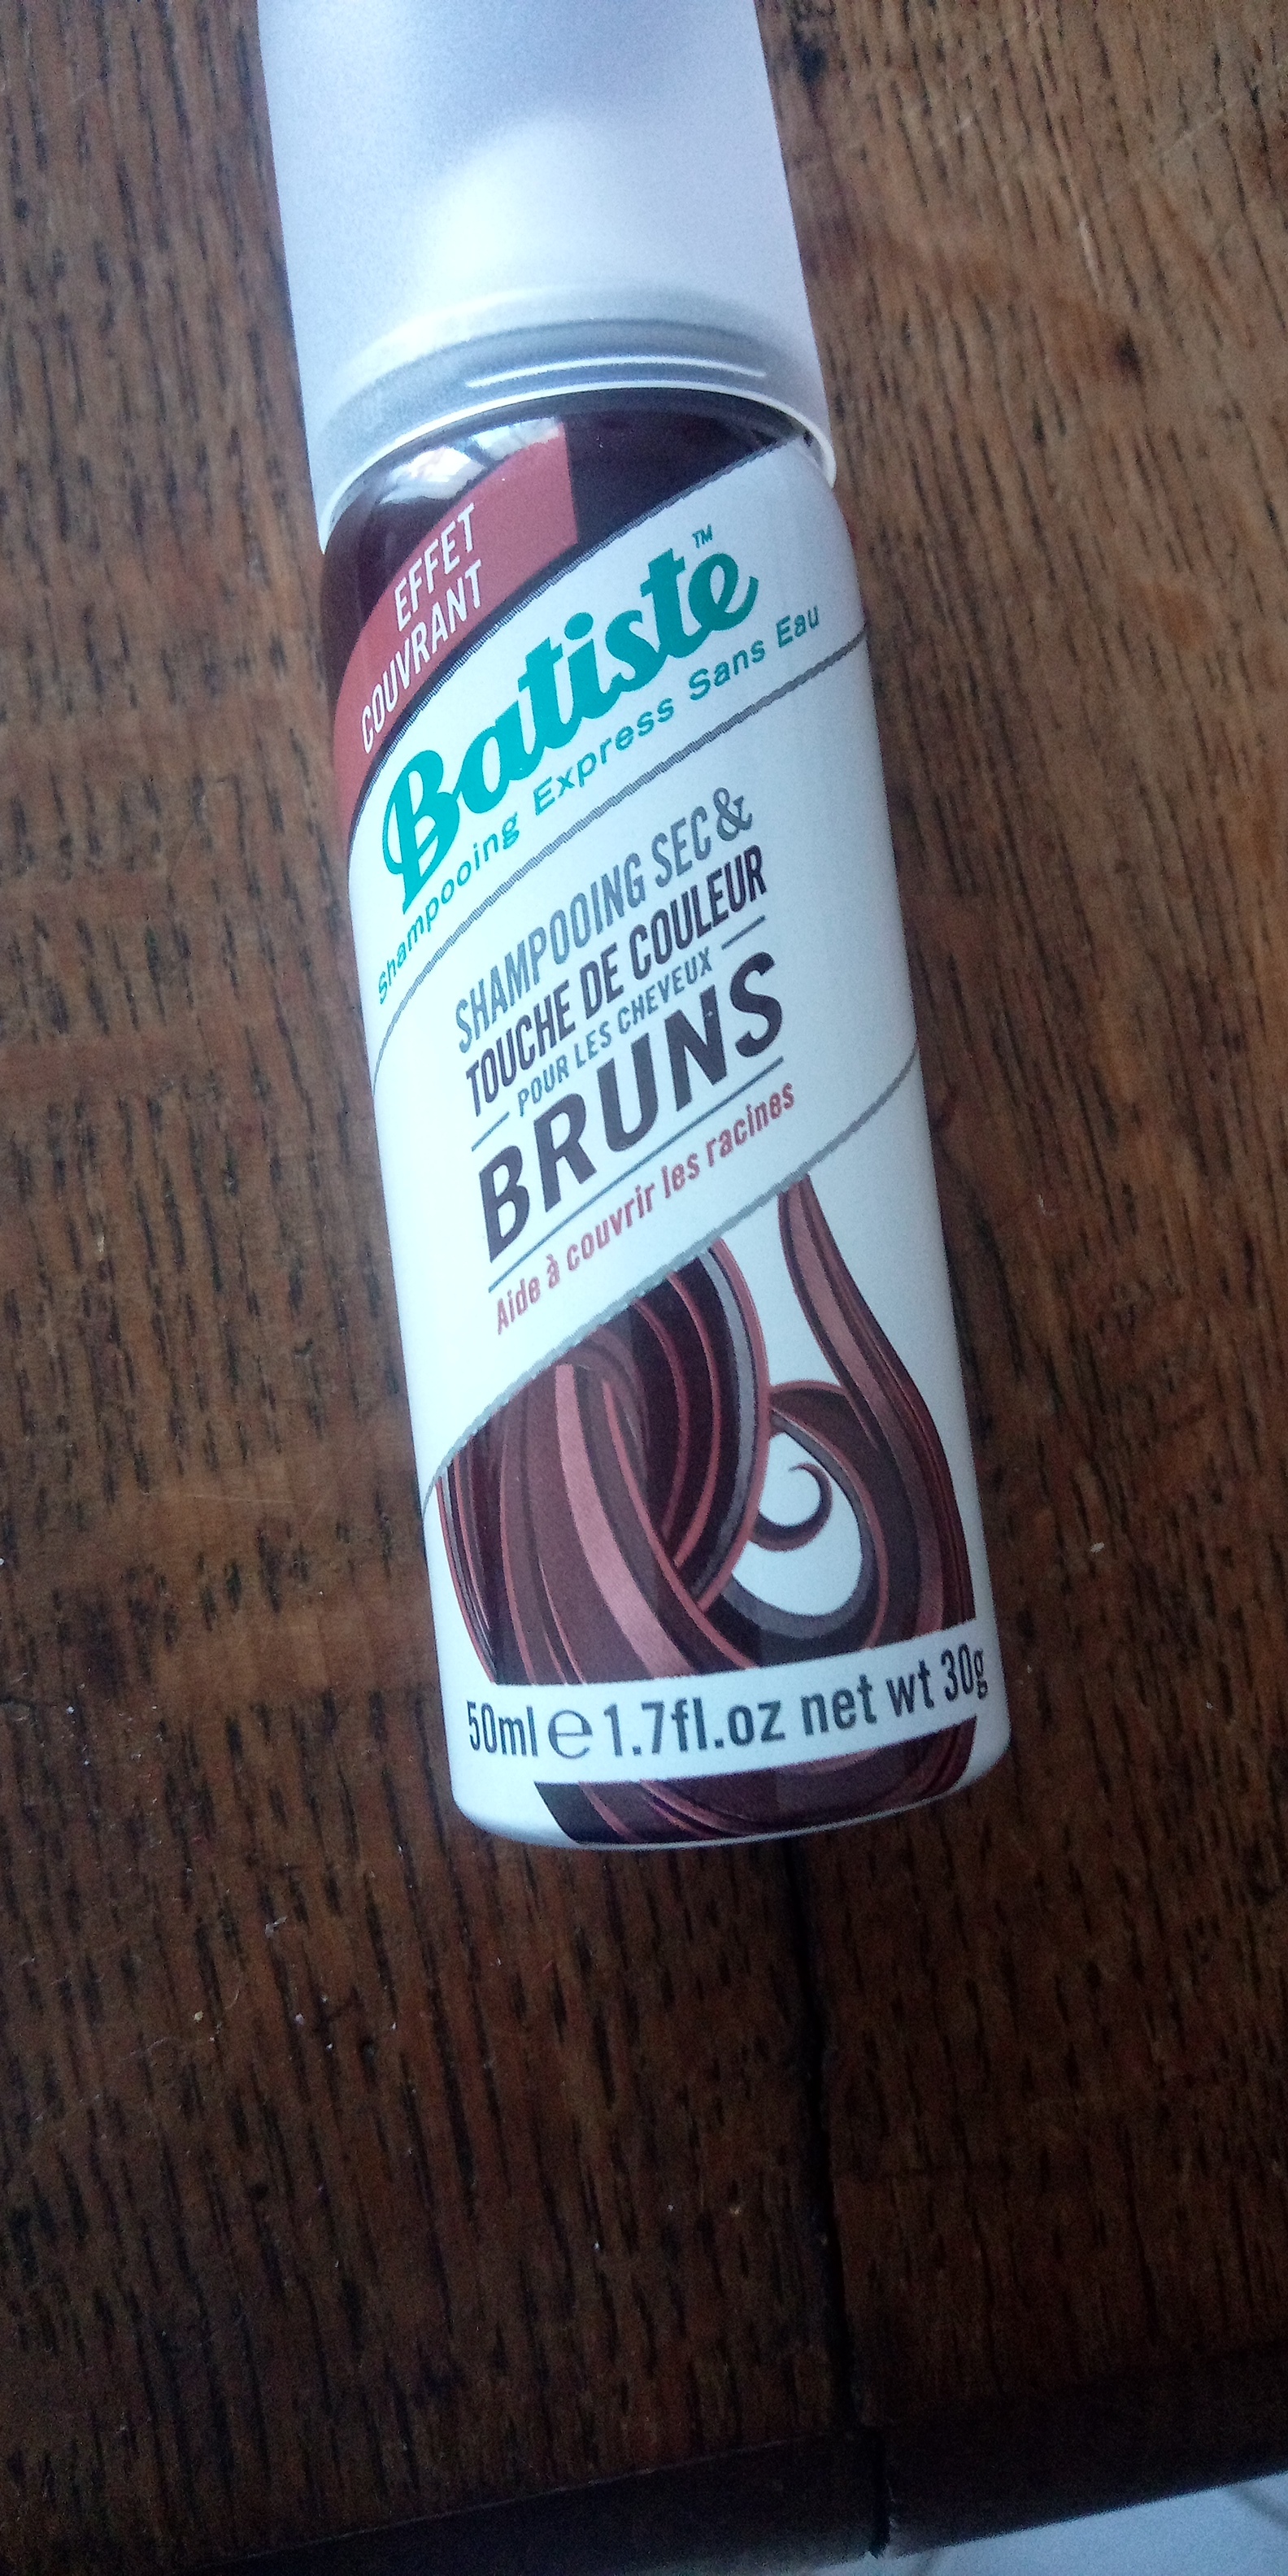 EFFET
COUVRANT
Batiste™
Shampooing Express Sans Eau
SHAMPOOING SEC &
TOUCHE DE COULEUR
POUR LES CHEVEUX
BRUNS
Aide à couvrir les racines
50ml ℮ 1.7fl.oz net wt 30g